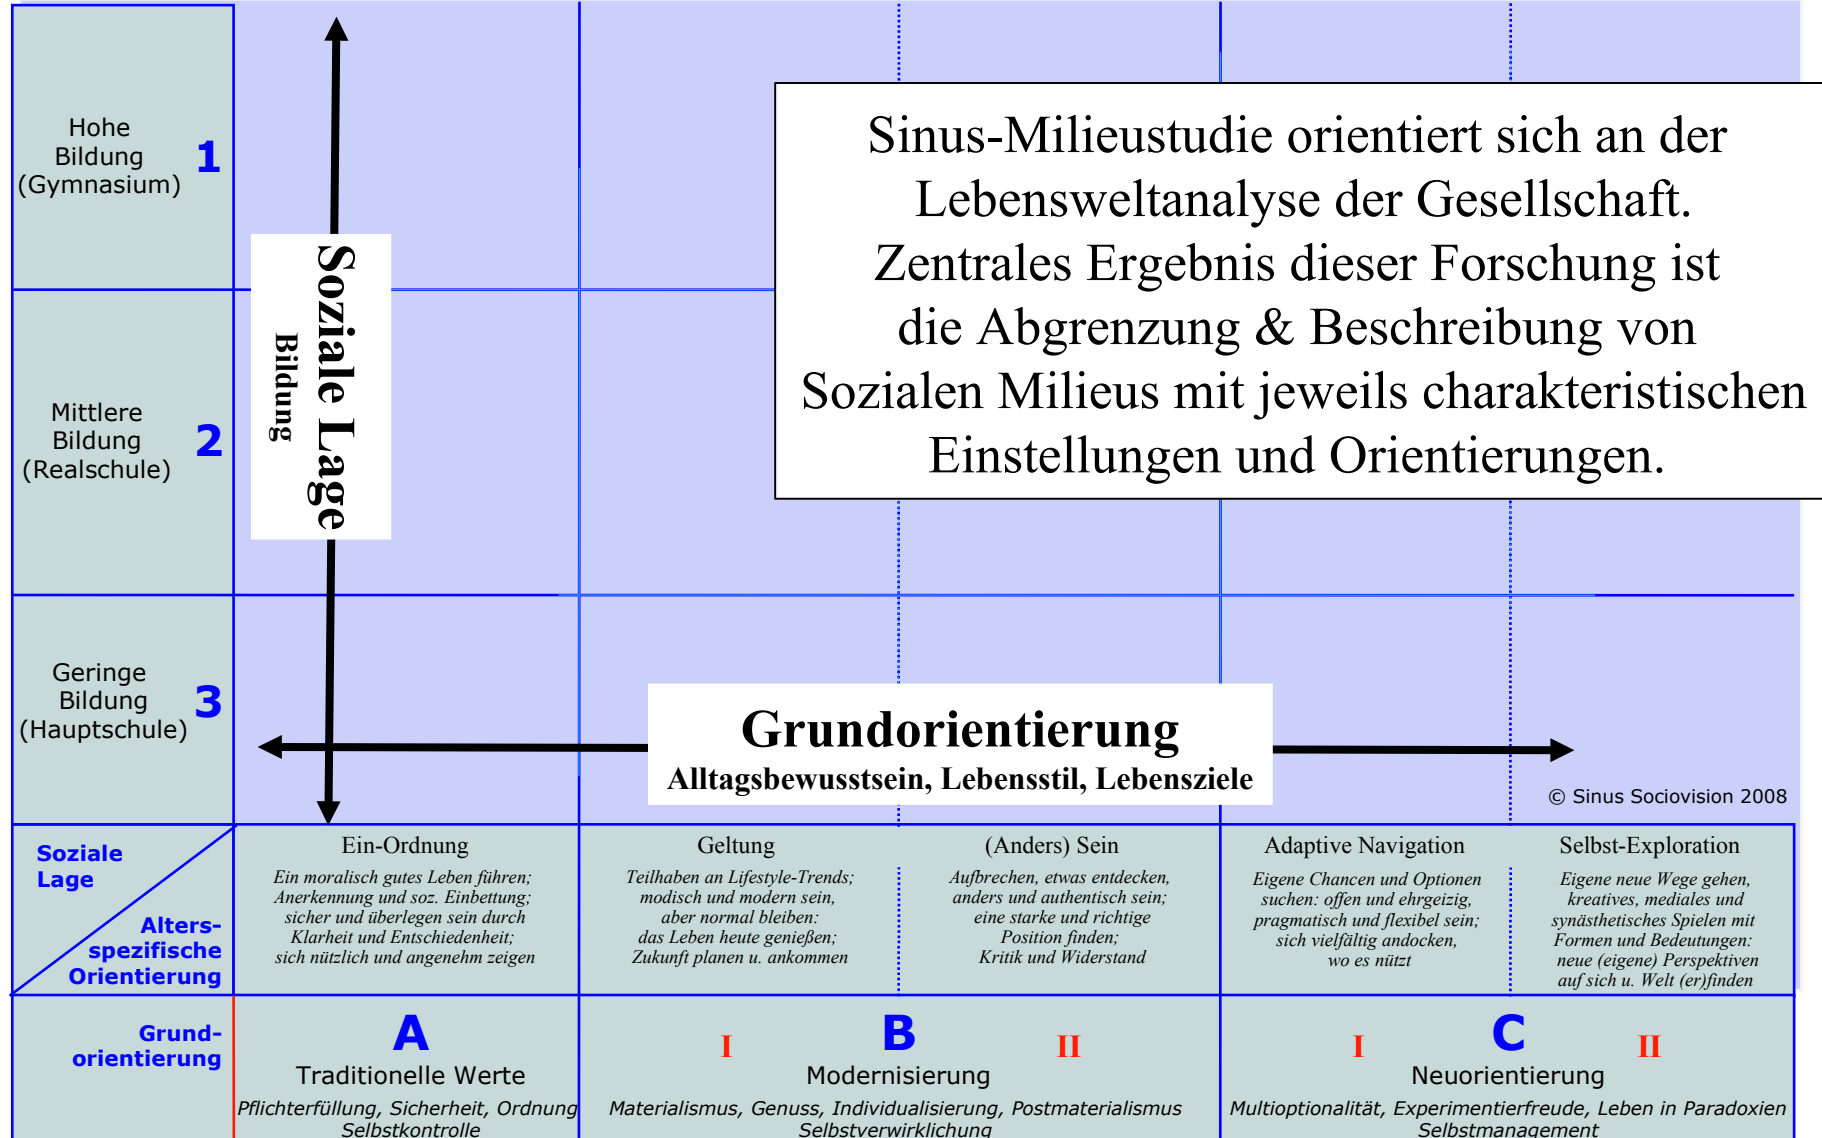 Hohe
Bildung
(Gymnasium)
1
Sinus-Milieustudie orientiert sich an der
Lebensweltanalyse der Gesellschaft.
Zentrales Ergebnis dieser Forschung ist
die Abgrenzung & Beschreibung von
Sozialen Milieus mit jeweils charakteristischen
Einstellungen und Orientierungen.
Soziale Lage
Bildung
Mittlere
Bildung
(Realschule)
2
Geringe
Bildung
(Hauptschule)
3
Grundorientierung
Alltagsbewusstsein, Lebensstil, Lebensziele
© Sinus Sociovision 2008
Soziale
Lage
Alters-
spezifische
Orientierung
Ein-Ordnung
Ein moralisch gutes Leben führen;
Anerkennung und soz. Einbettung;
sicher und überlegen sein durch
Klarheit und Entschiedenheit;
sich nützlich und angenehm zeigen
Geltung
Teilhaben an Lifestyle-Trends;
modisch und modern sein,
aber normal bleiben:
das Leben heute genießen;
Zukunft planen u. ankommen
(Anders) Sein
Aufbrechen, etwas entdecken,
anders und authentisch sein;
eine starke und richtige
Position finden;
Kritik und Widerstand
Adaptive Navigation
Eigene Chancen und Optionen
suchen: offen und ehrgeizig,
pragmatisch und flexibel sein;
sich vielfältig andocken,
wo es nützt
Selbst-Exploration
Eigene neue Wege gehen,
kreatives, mediales und
synästhetisches Spielen mit
Formen und Bedeutungen:
neue (eigene) Perspektiven
auf sich u. Welt (er)finden
Grund-
orientierung
A
Traditionelle Werte
Pflichterfüllung, Sicherheit, Ordnung
Selbstkontrolle
I B II
Modernisierung
Materialismus, Genuss, Individualisierung, Postmaterialismus
Selbstverwirklichung
I C II
Neuorientierung
Multioptionalität, Experimentierfreude, Leben in Paradoxien
Selbstmanagement